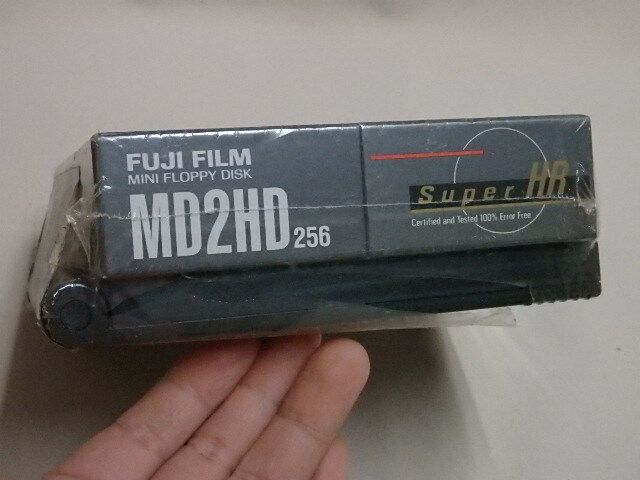 FUJI FILM
MINI FLOPPY DISK
MD2HD 256
Super HR
Certified and Tested 100% Error Free